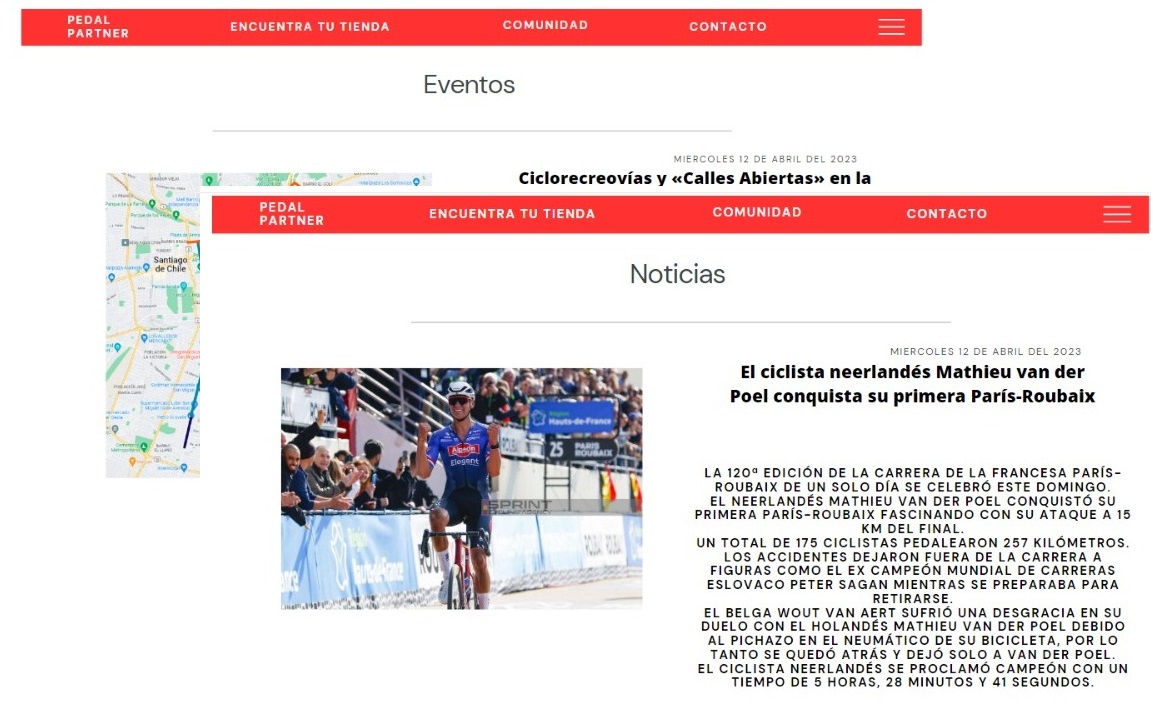 PEDAL
PARTNER
ENCUENTRA TU TIENDA
COMUNIDAD
CONTACTO
Eventos
MIERCOLES 12 DE ABRIL DEL 2023
Ciclorecreovías y «Calles Abiertas» en la
Santiago
de Chile
PEDAL
PARTNER
ENCUENTRA TU TIENDA
COMUNIDAD
CONTACTO
Noticias
MIERCOLES 12 DE ABRIL DEL 2023
El ciclista neerlandés Mathieu van der
Poel conquista su primera París-Roubaix
Région
Hauts-de-France
25 PARIS
ROUBAIX
Alpecin
Elegant
SPRINT
LA 120ª EDICIÓN DE LA CARRERA DE LA FRANCESA PARÍS-
ROUBAIX DE UN SOLO DÍA SE CELEBRÓ ESTE DOMINGO.
EL NEERLANDÉS MATHIEU VAN DER POEL CONQUISTÓ SU
PRIMERA PARÍS-ROUBAIX FASCINANDO CON SU ATAQUE A 15
KM DEL FINAL.
UN TOTAL DE 175 CICLISTAS PEDALEARON 257 KILÓMETROS.
LOS ACCIDENTES DEJARON FUERA DE LA CARRERA A
FIGURAS COMO EL EX CAMPEÓN MUNDIAL DE CARRERAS
ESLOVACO PETER SAGAN MIENTRAS SE PREPARABA PARA
RETIRARSE.
EL BELGA WOUT VAN AERT SUFRIÓ UNA DESGRACIA EN SU
DUELO CON EL HOLANDÉS MATHIEU VAN DER POEL DEBIDO
AL PICHAZO EN EL NEUMÁTICO DE SU BICICLETA, POR LO
TANTO SE QUEDÓ ATRÁS Y DEJÓ SOLO A VAN DER POEL.
EL CICLISTA NEERLANDÉS SE PROCLAMÓ CAMPEÓN CON UN
TIEMPO DE 5 HORAS, 28 MINUTOS Y 41 SEGUNDOS.